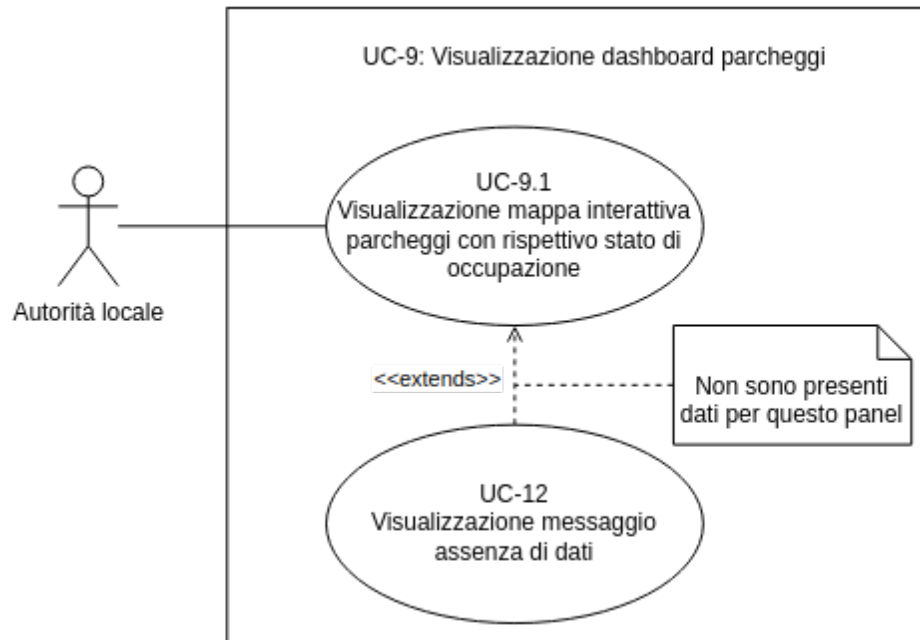 UC-9: Visualizzazione dashboard parcheggi
UC-9.1
Visualizzazione mappa interattiva
parcheggi con rispettivo stato di
occupazione
Autorità locale
<<extends>>
Non sono presenti
dati per questo panel
UC-12
Visualizzazione messaggio
assenza di dati